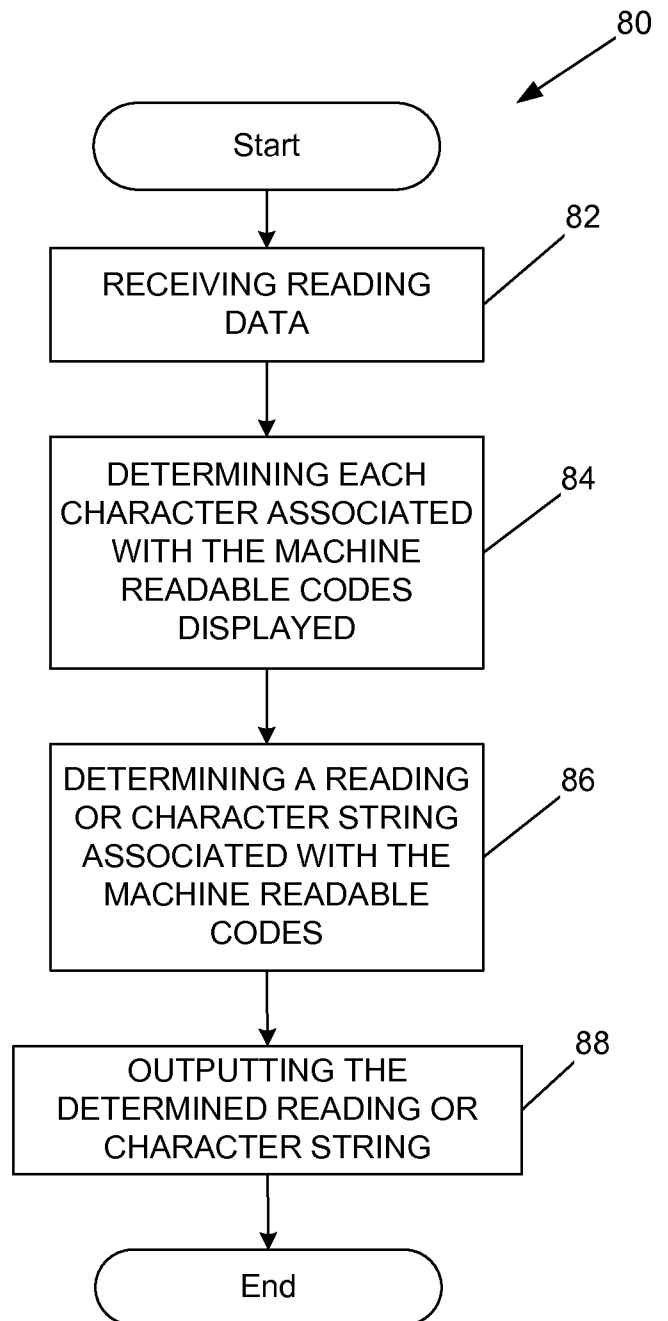 80
Start
82
RECEIVING READING
DATA
84
DETERMINING EACH
CHARACTER ASSOCIATED
WITH THE MACHINE
READABLE CODES
DISPLAYED
86
DETERMINING A READING
OR CHARACTER STRING
ASSOCIATED WITH THE
MACHINE READABLE
CODES
88
OUTPUTTING THE
DETERMINED READING OR
CHARACTER STRING
End